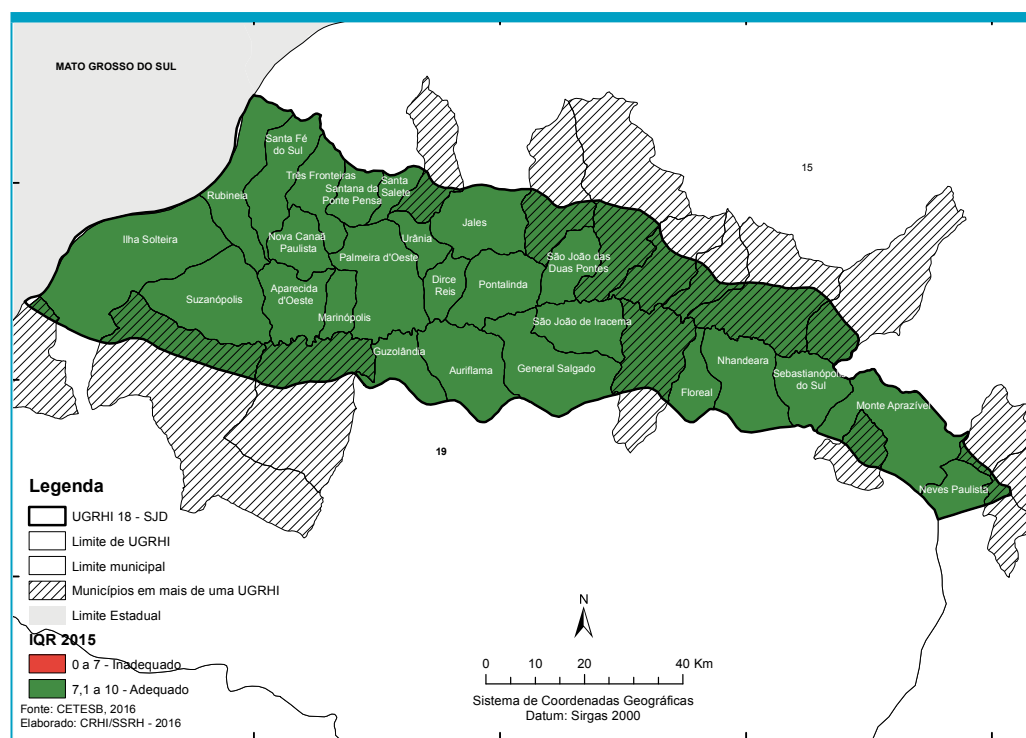 MATO GROSSO DO SUL
15
Santa Fé
do Sul
Três Fronteiras
Santana da
Ponte Pensa
Santa
Salete
Rubineia
Jales
Ilha Solteira
Nova Canaã
Paulista
Urânia
Palmeira d'Oeste
São João das
Duas Pontes
Dirce
Reis
Pontalinda
Suzanópolis
Aparecida
d'Oeste
Marinópolis
São João de Iracema
Guzolândia
Auriflama
General Salgado
Nhandeara
Floreal
Sebastianópolis
do Sul
Monte Aprazível
Neves Paulista
19
Legenda
UGRHI 18 - SJD
Limite de UGRHI
Limite municipal
Municípios em mais de uma UGRHI
Limite Estadual
IQR 2015
0 a 7 - Inadequado
7,1 a 10 - Adequado
Fonte: CETESB, 2016
Elaborado: CRHI/SSRH - 2016
N
0 10 20 40 Km
Sistema de Coordenadas Geográficas
Datum: Sirgas 2000